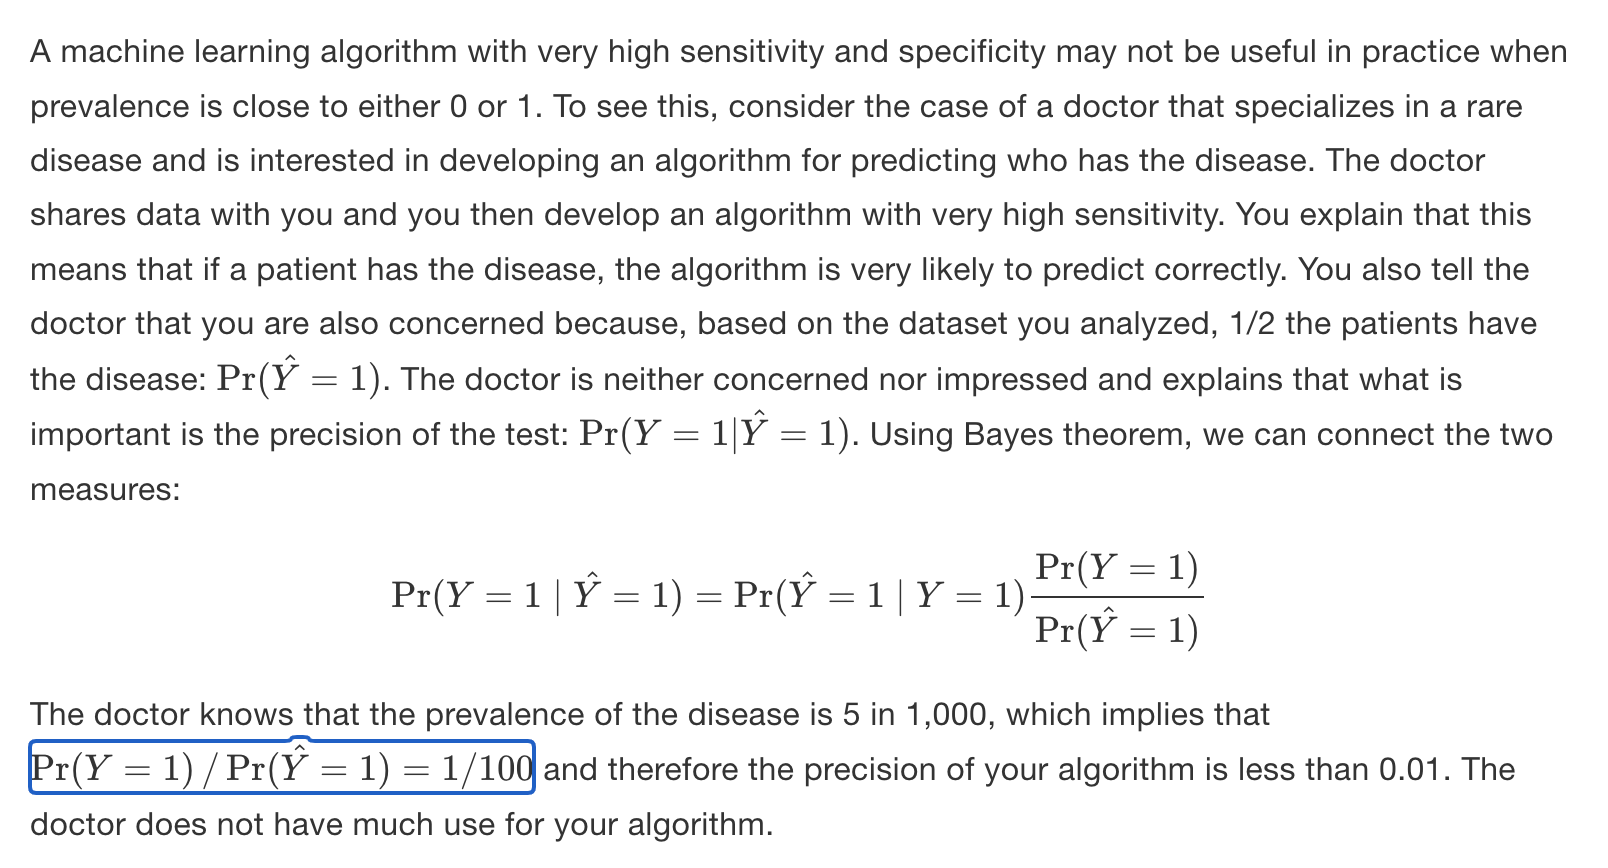 A machine learning algorithm with very high sensitivity and specificity may not be useful in practice when
prevalence is close to either 0 or 1. To see this, consider the case of a doctor that specializes in a rare
disease and is interested in developing an algorithm for predicting who has the disease. The doctor
shares data with you and you then develop an algorithm with very high sensitivity. You explain that this
means that if a patient has the disease, the algorithm is very likely to predict correctly. You also tell the
doctor that you are also concerned because, based on the dataset you analyzed, 1/2 the patients have
the disease: Pr(Ŷ = 1). The doctor is neither concerned nor impressed and explains that what is
important is the precision of the test: Pr(Y = 1|Ŷ = 1). Using Bayes theorem, we can connect the two
measures:
Pr(Y = 1 | Ŷ = 1) = Pr(Ŷ = 1 | Y = 1) Pr(Y = 1) / Pr(Ŷ = 1)
The doctor knows that the prevalence of the disease is 5 in 1,000, which implies that
Pr(Y = 1) / Pr(Ŷ = 1) = 1/100 and therefore the precision of your algorithm is less than 0.01. The
doctor does not have much use for your algorithm.